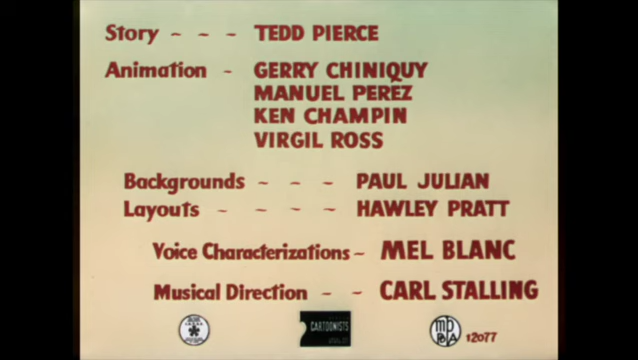 Story ~ ~ ~ TEDD PIERCE
Animation ~ GERRY CHINIQUY
MANUEL PEREZ
KEN CHAMPIN
VIRGIL ROSS
Backgrounds ~ ~ ~ PAUL JULIAN
Layouts ~ ~ ~ ~ HAWLEY PRATT
Voice Characterizations ~ MEL BLANC
Musical Direction ~ ~ CARL STALLING
CARTOONISTS
12077